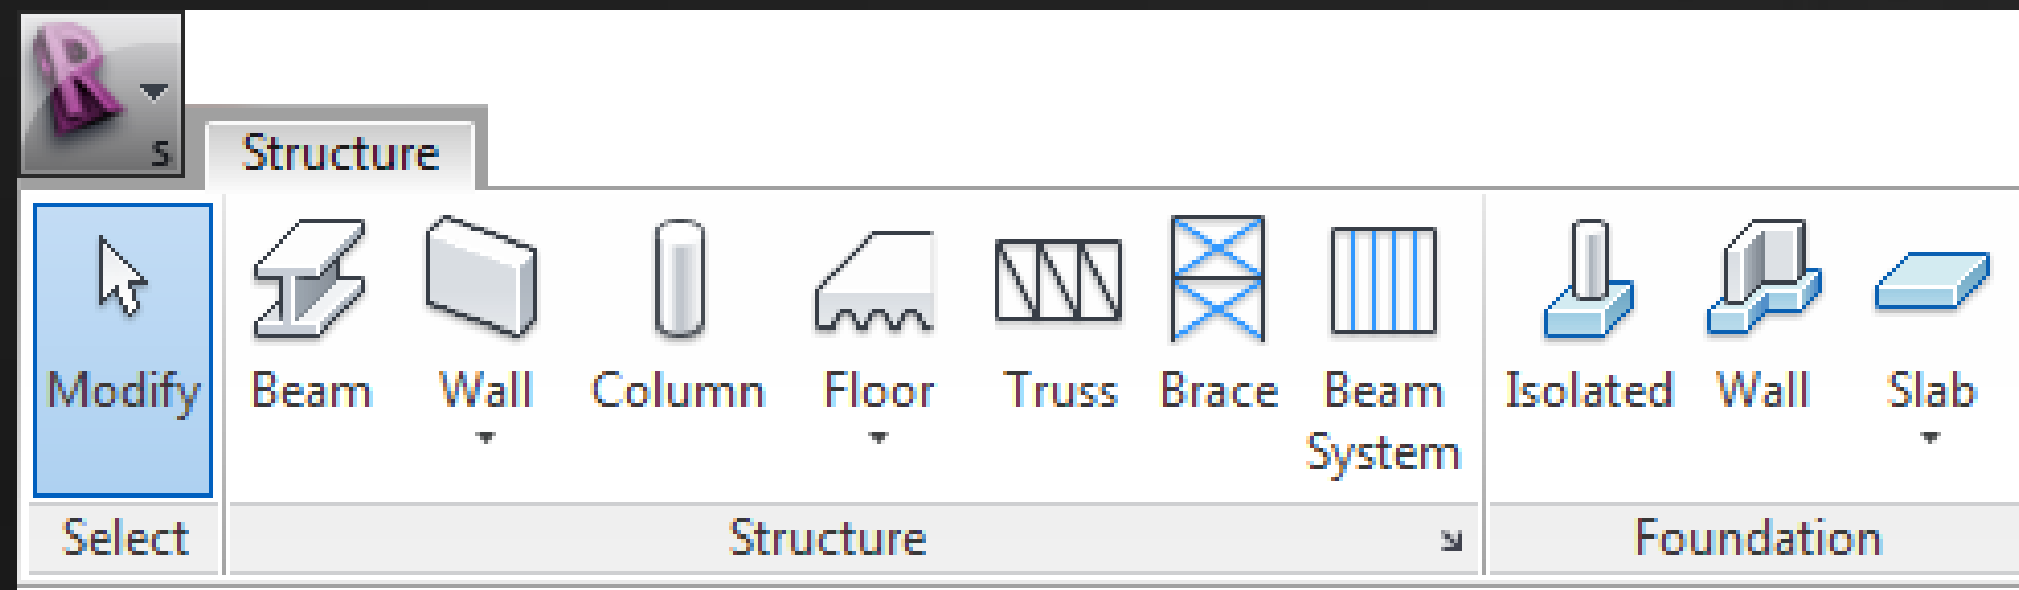 S
Structure
Modify
Beam
Wall
Column
Floor
Truss
Brace
Beam
System
Isolated
Wall
Slab
Select
Structure
Foundation